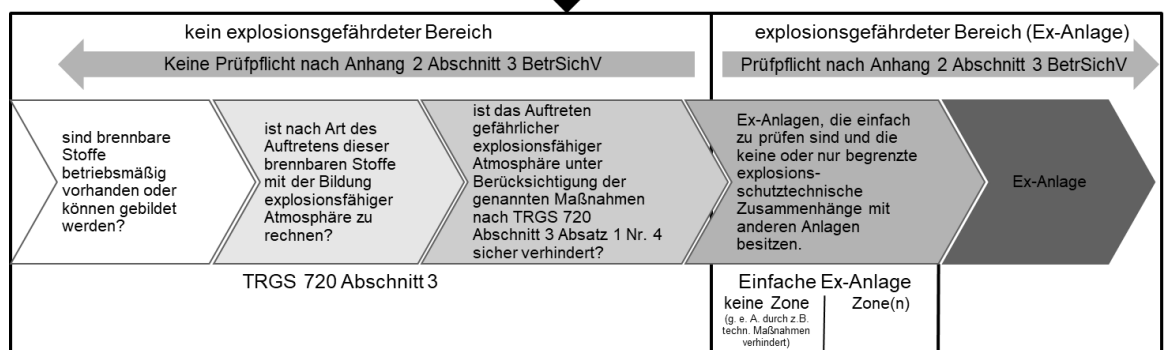 kein explosionsgefährdeter Bereich
explosionsgefährdeter Bereich (Ex-Anlage)
Keine Prüfpflicht nach Anhang 2 Abschnitt 3 BetrSichV
Prüfpflicht nach Anhang 2 Abschnitt 3 BetrSichV
sind brennbare
Stoffe
betriebsmäßig
vorhanden oder
können gebildet
werden?
ist nach Art des
Auftretens dieser
brennbaren Stoffe
mit der Bildung
explosionsfähiger
Atmosphäre zu
rechnen?
ist das Auftreten
gefährlicher
explosionsfähiger
Atmosphäre unter
Berücksichtigung der
genannten Maßnahmen
nach TRGS 720
Abschnitt 3 Absatz 1 Nr. 4
sicher verhindert?
Ex-Anlagen, die einfach
zu prüfen sind und die
keine oder nur begrenzte
explosions-
schutztechnische
Zusammenhänge mit
anderen Anlagen
besitzen.
Ex-Anlage
TRGS 720 Abschnitt 3
Einfache Ex-Anlage
keine Zone
(g. e. A. durch z.B.
techn. Maßnahmen
verhindert)
Zone(n)